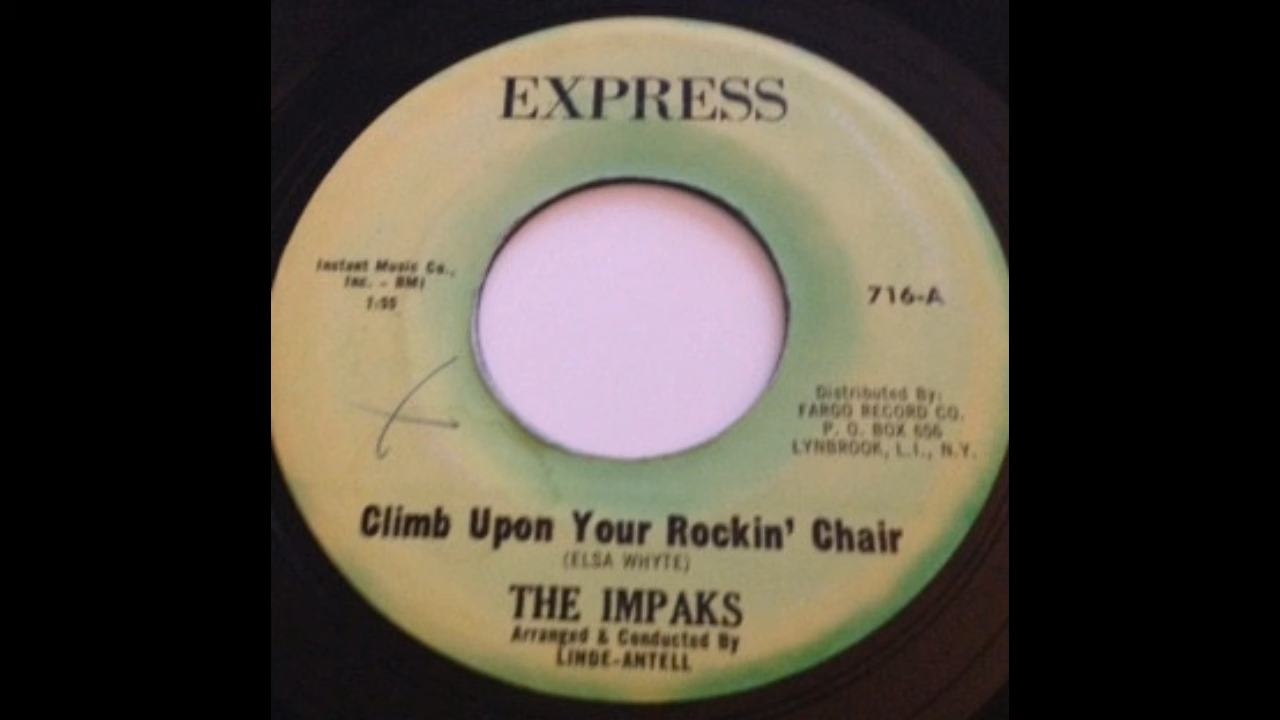 EXPRESS
Instant Music Co.,
Inc. - BMI
1:55
716-A
Distributed By:
FARGO RECORD CO.
P. O. BOX 656
LYNBROOK, L.I., N.Y.
Climb Upon Your Rockin' Chair
(ELSA WHYTE)
THE IMPAKS
Arranged & Conducted By
LINDE-ANTELL